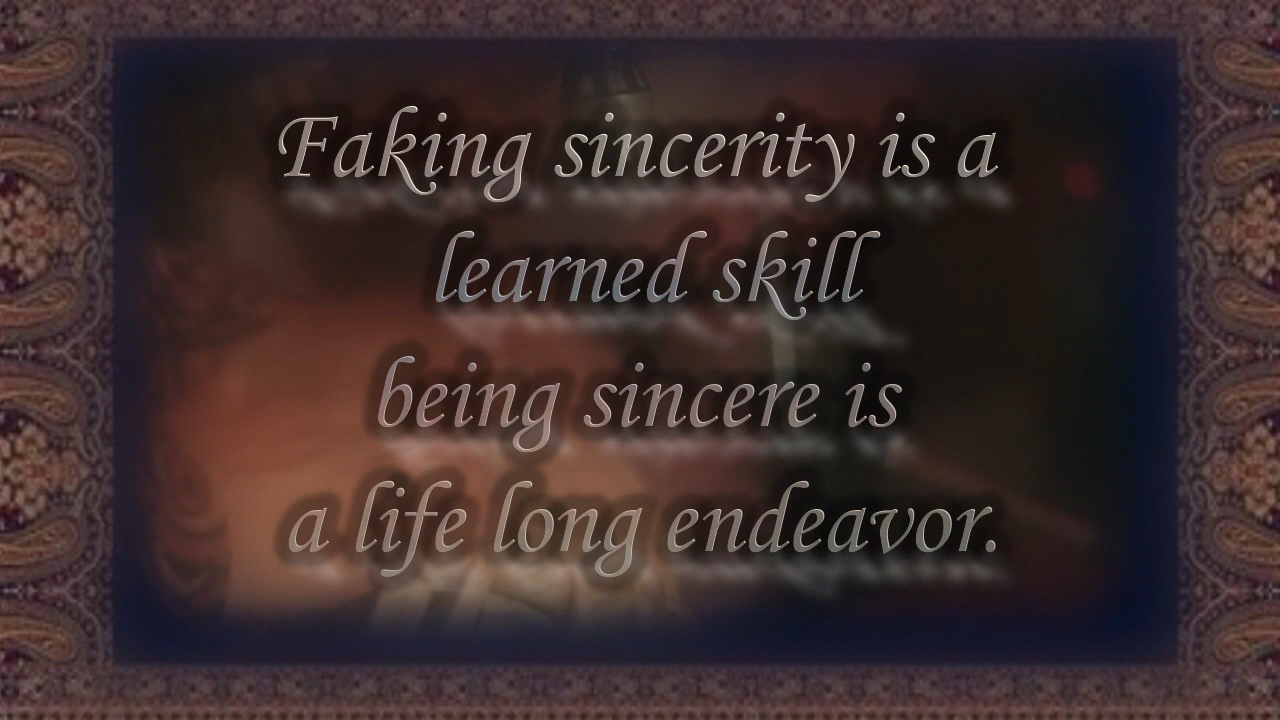 Faking sincerity is a
learned skill
being sincere is
a life long endeavor.